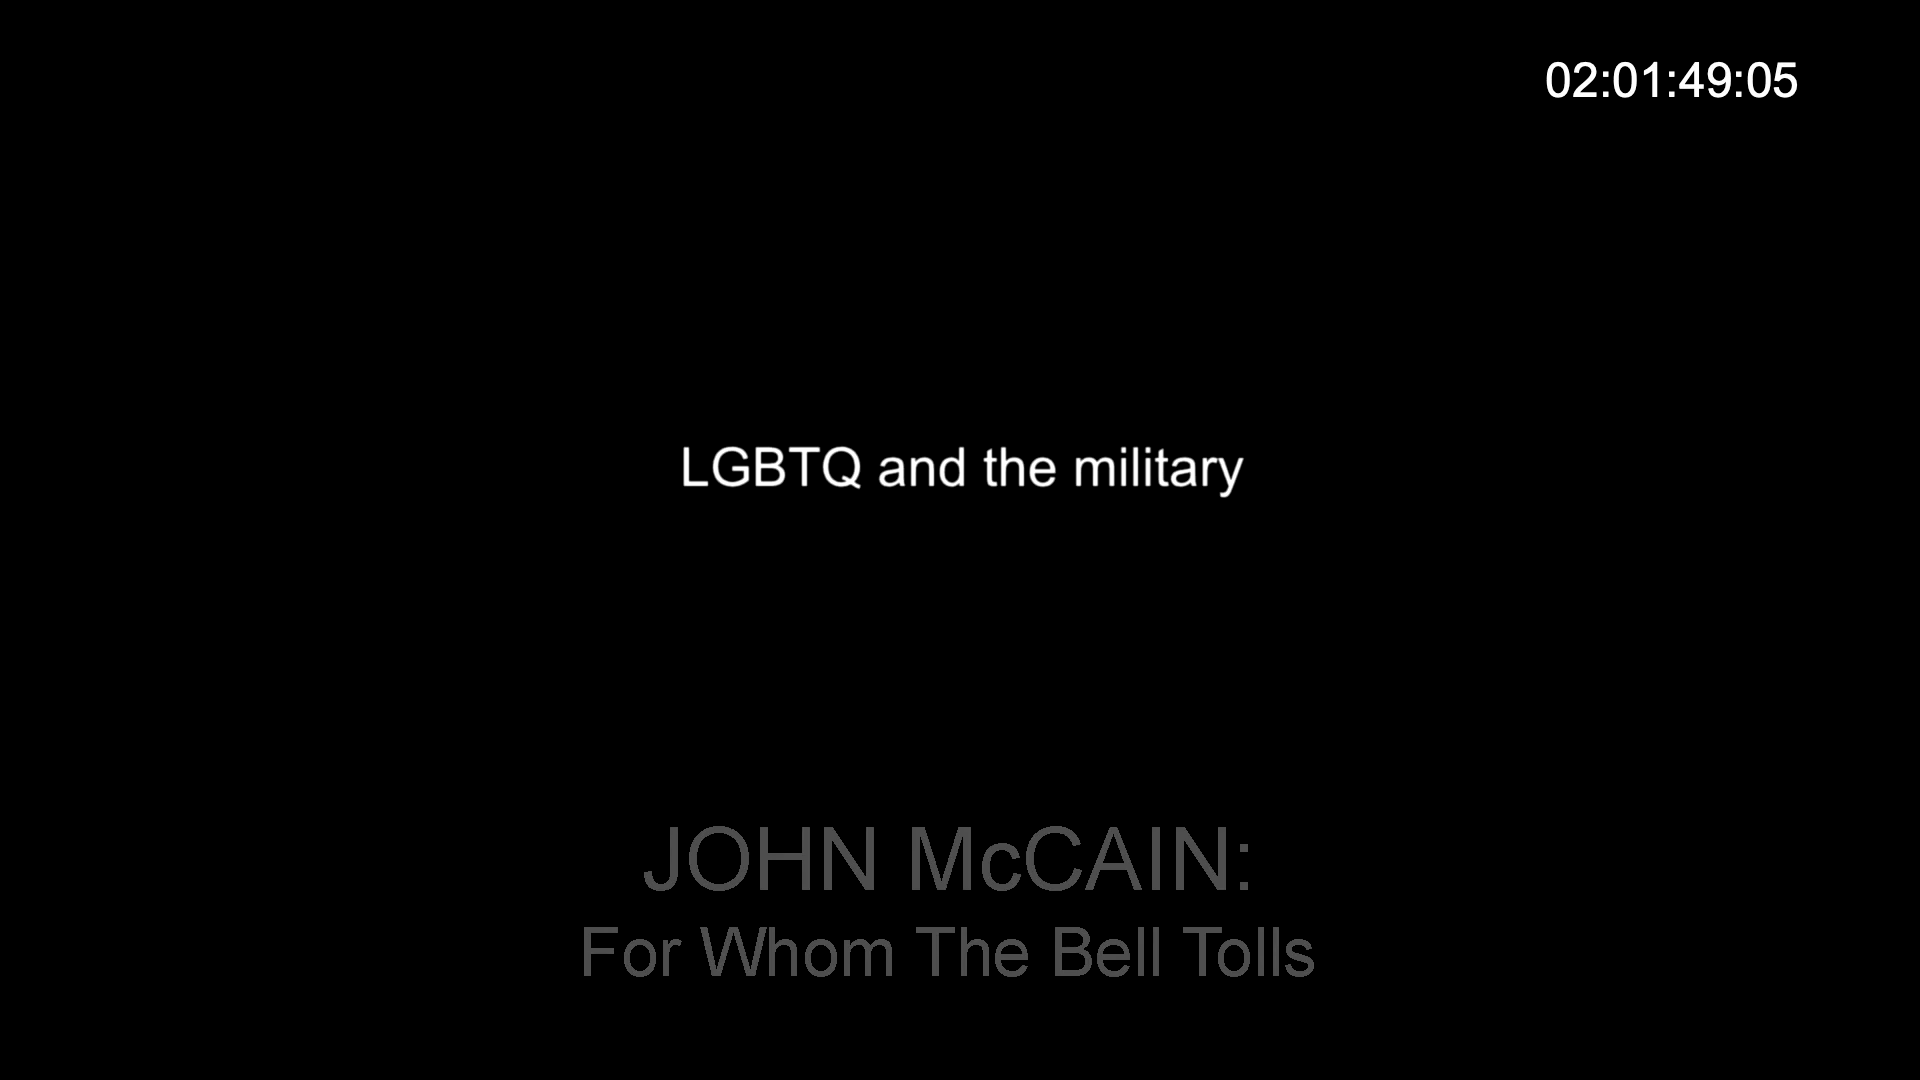 02:01:49:05
LGBTQ and the military
JOHN McCAIN:
For Whom The Bell Tolls